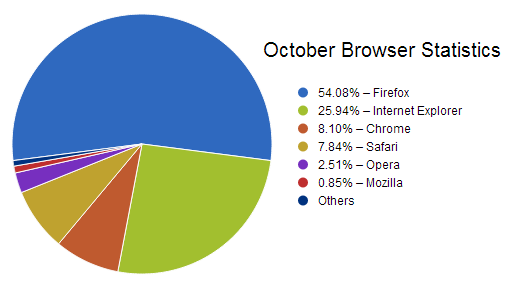 October Browser Statistics
54.08% – Firefox
25.94% – Internet Explorer
8.10% – Chrome
7.84% – Safari
2.51% – Opera
0.85% – Mozilla
Others